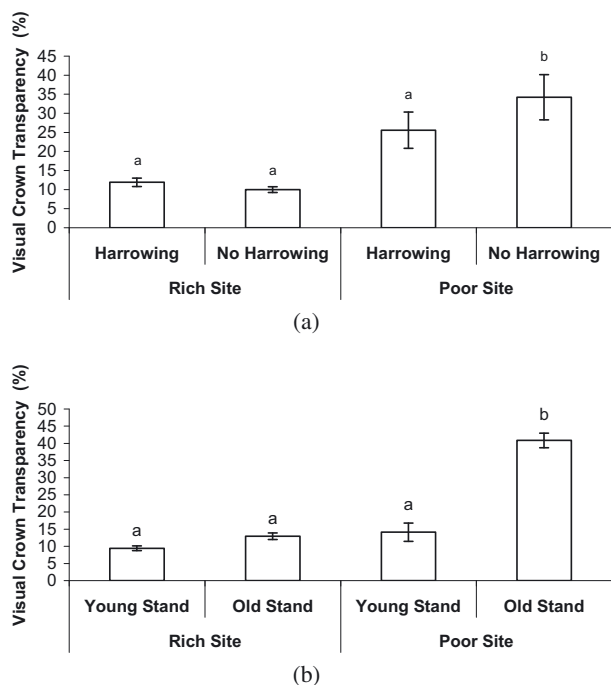 Visual Crown Transparency (%)
45
40
35
30
25
20
15
10
5
0
a
a
a
b
Harrowing No Harrowing Harrowing No Harrowing
Rich Site Poor Site
(a)
Visual Crown Transparency (%)
50
45
40
35
30
25
20
15
10
5
0
a
a
a
b
Young Stand Old Stand Young Stand Old Stand
Rich Site Poor Site
(b)